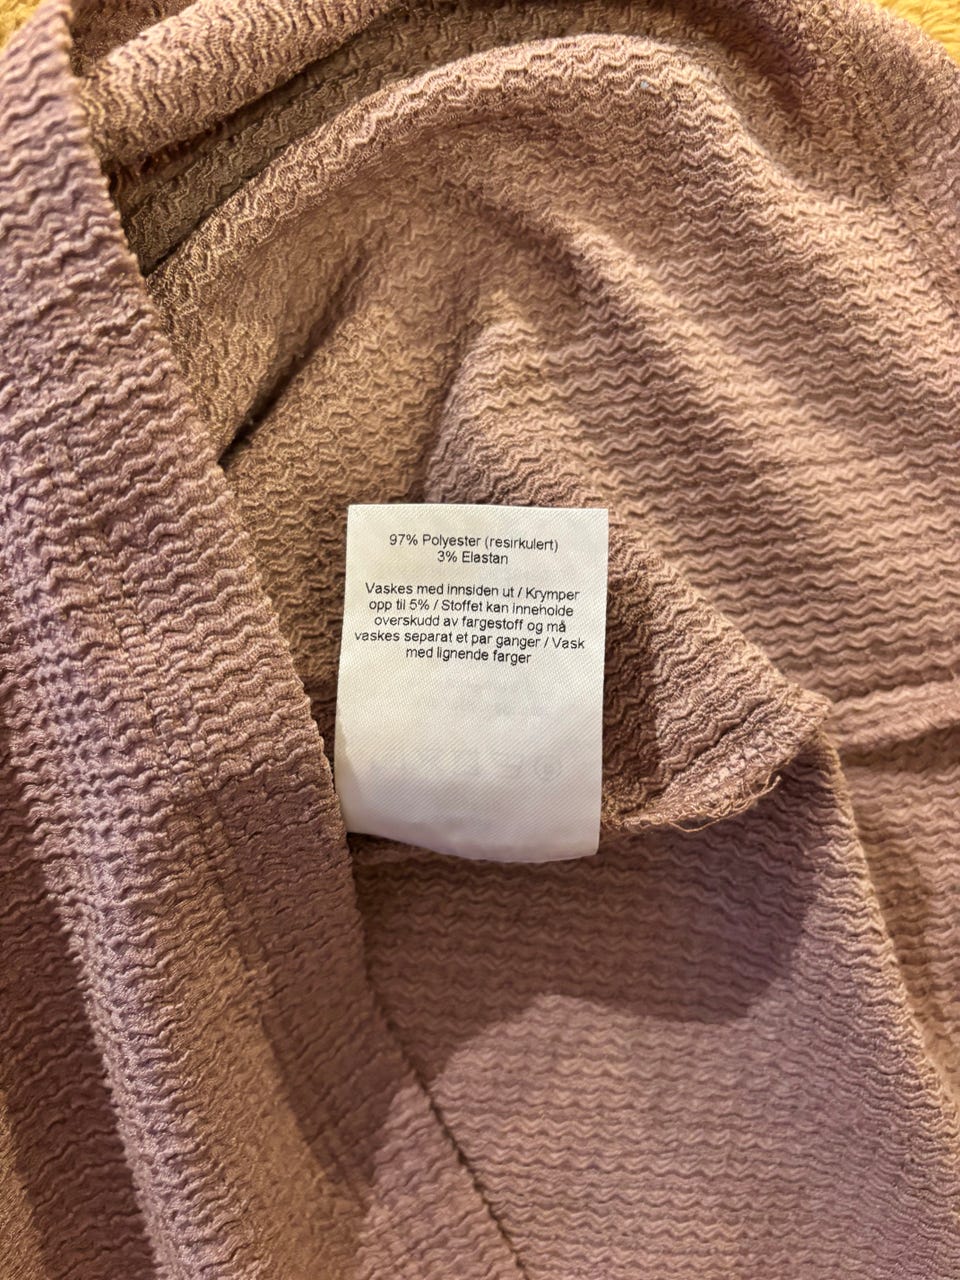 97% Polyester (resirkulert)
3% Elastan
Vaskes med innsiden ut / Krymper
opp til 5% / Stoffet kan inneholde
overskudd av fargestoff og må
vaskes separat et par ganger / Vask
med lignende farger